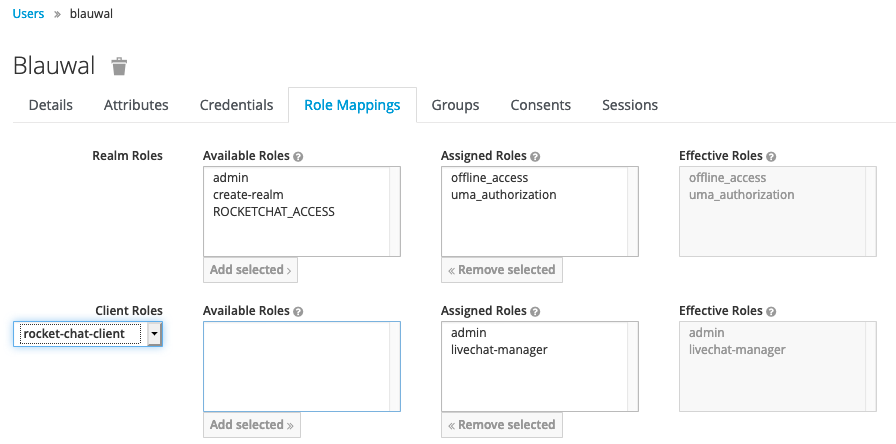 Users » blauwal
Blauwal
Details Attributes Credentials Role Mappings Groups Consents Sessions
Realm Roles Available Roles ? Assigned Roles ? Effective Roles ?
admin offline_access offline_access
create-realm uma_authorization uma_authorization
ROCKETCHAT_ACCESS
Add selected › « Remove selected
Client Roles Available Roles ? Assigned Roles ? Effective Roles ?
rocket-chat-client admin admin
livechat-manager livechat-manager
Add selected » « Remove selected